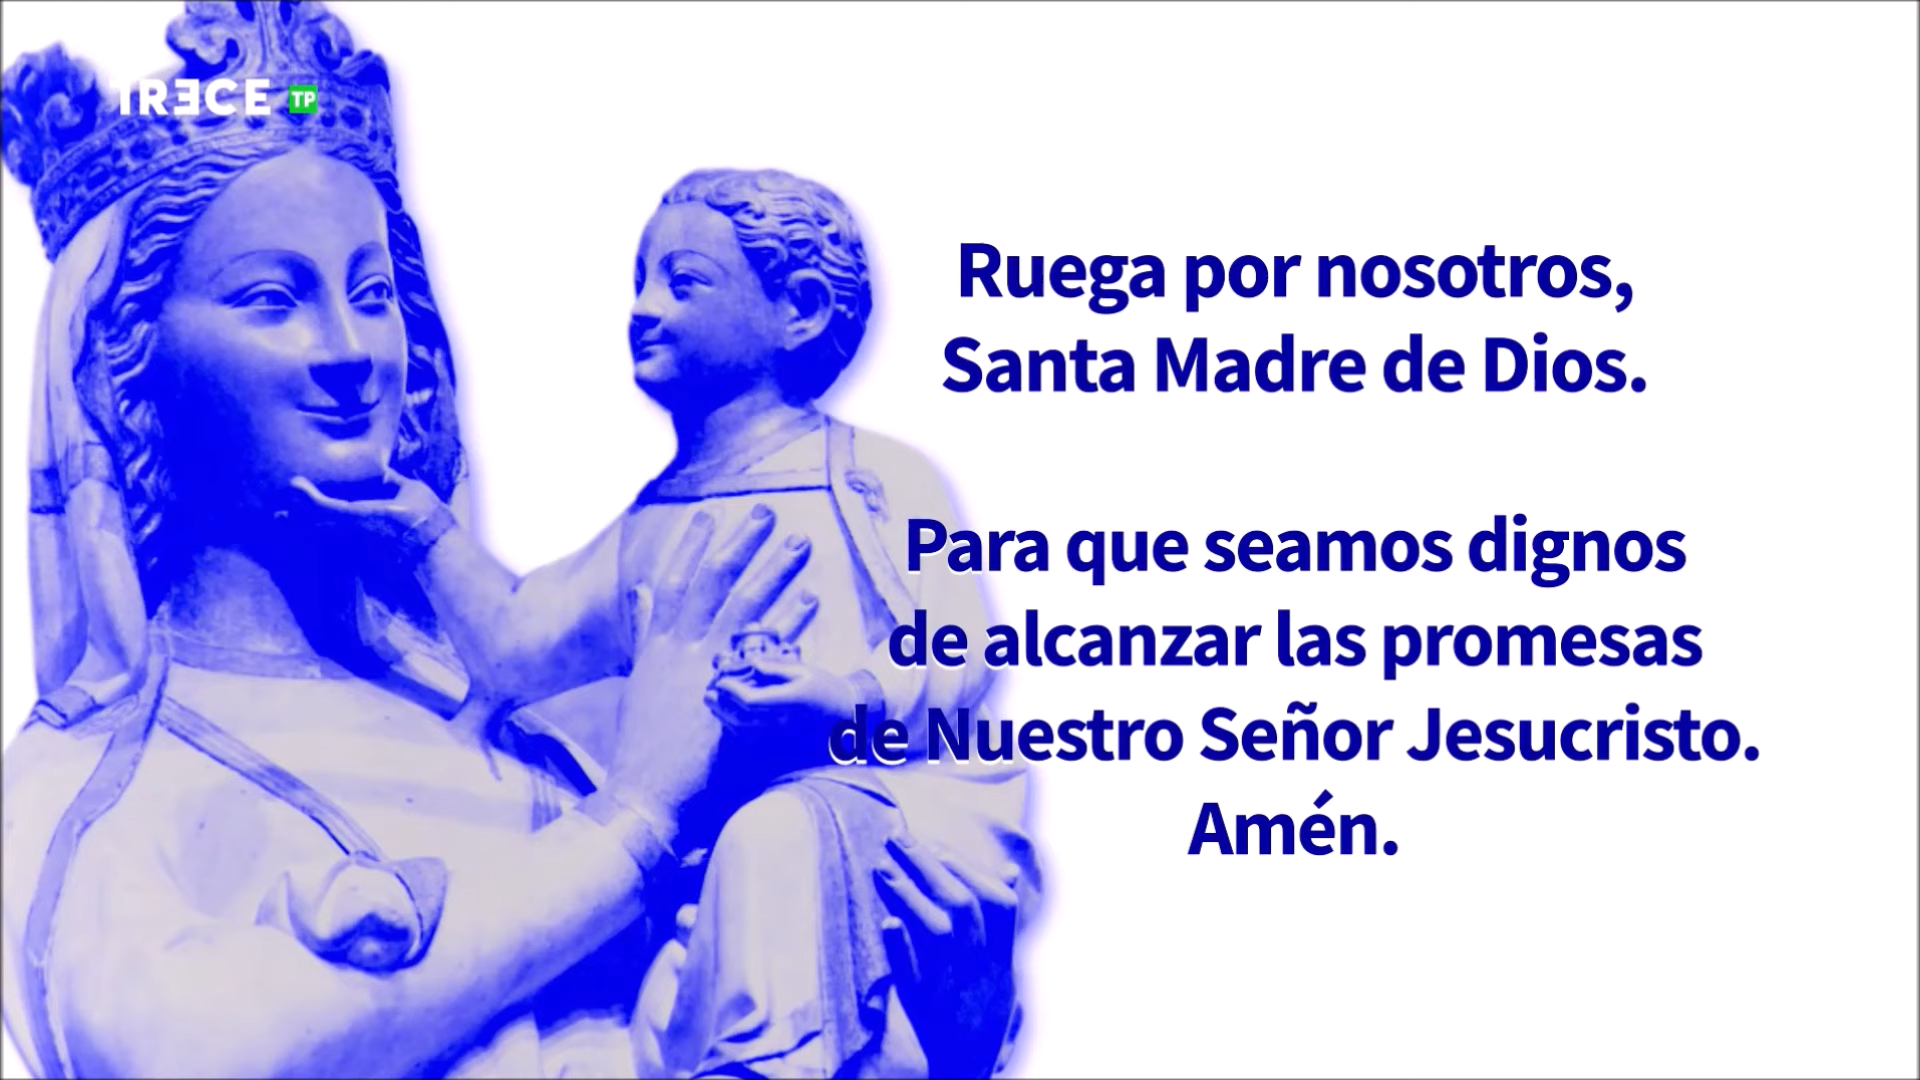 TRECE TP
Ruega por nosotros,
Santa Madre de Dios.
Para que seamos dignos
de alcanzar las promesas
de Nuestro Señor Jesucristo.
Amén.